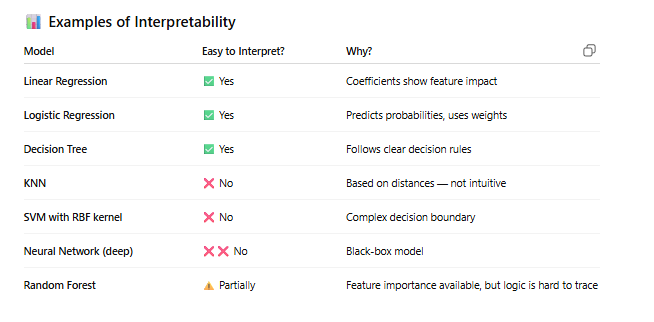 📊 Examples of Interpretability
Model Easy to Interpret? Why?
Linear Regression ✅ Yes Coefficients show feature impact
Logistic Regression ✅ Yes Predicts probabilities, uses weights
Decision Tree ✅ Yes Follows clear decision rules
KNN ❌ No Based on distances — not intuitive
SVM with RBF kernel ❌ No Complex decision boundary
Neural Network (deep) ❌❌ No Black-box model
Random Forest ⚠️ Partially Feature importance available, but logic is hard to trace